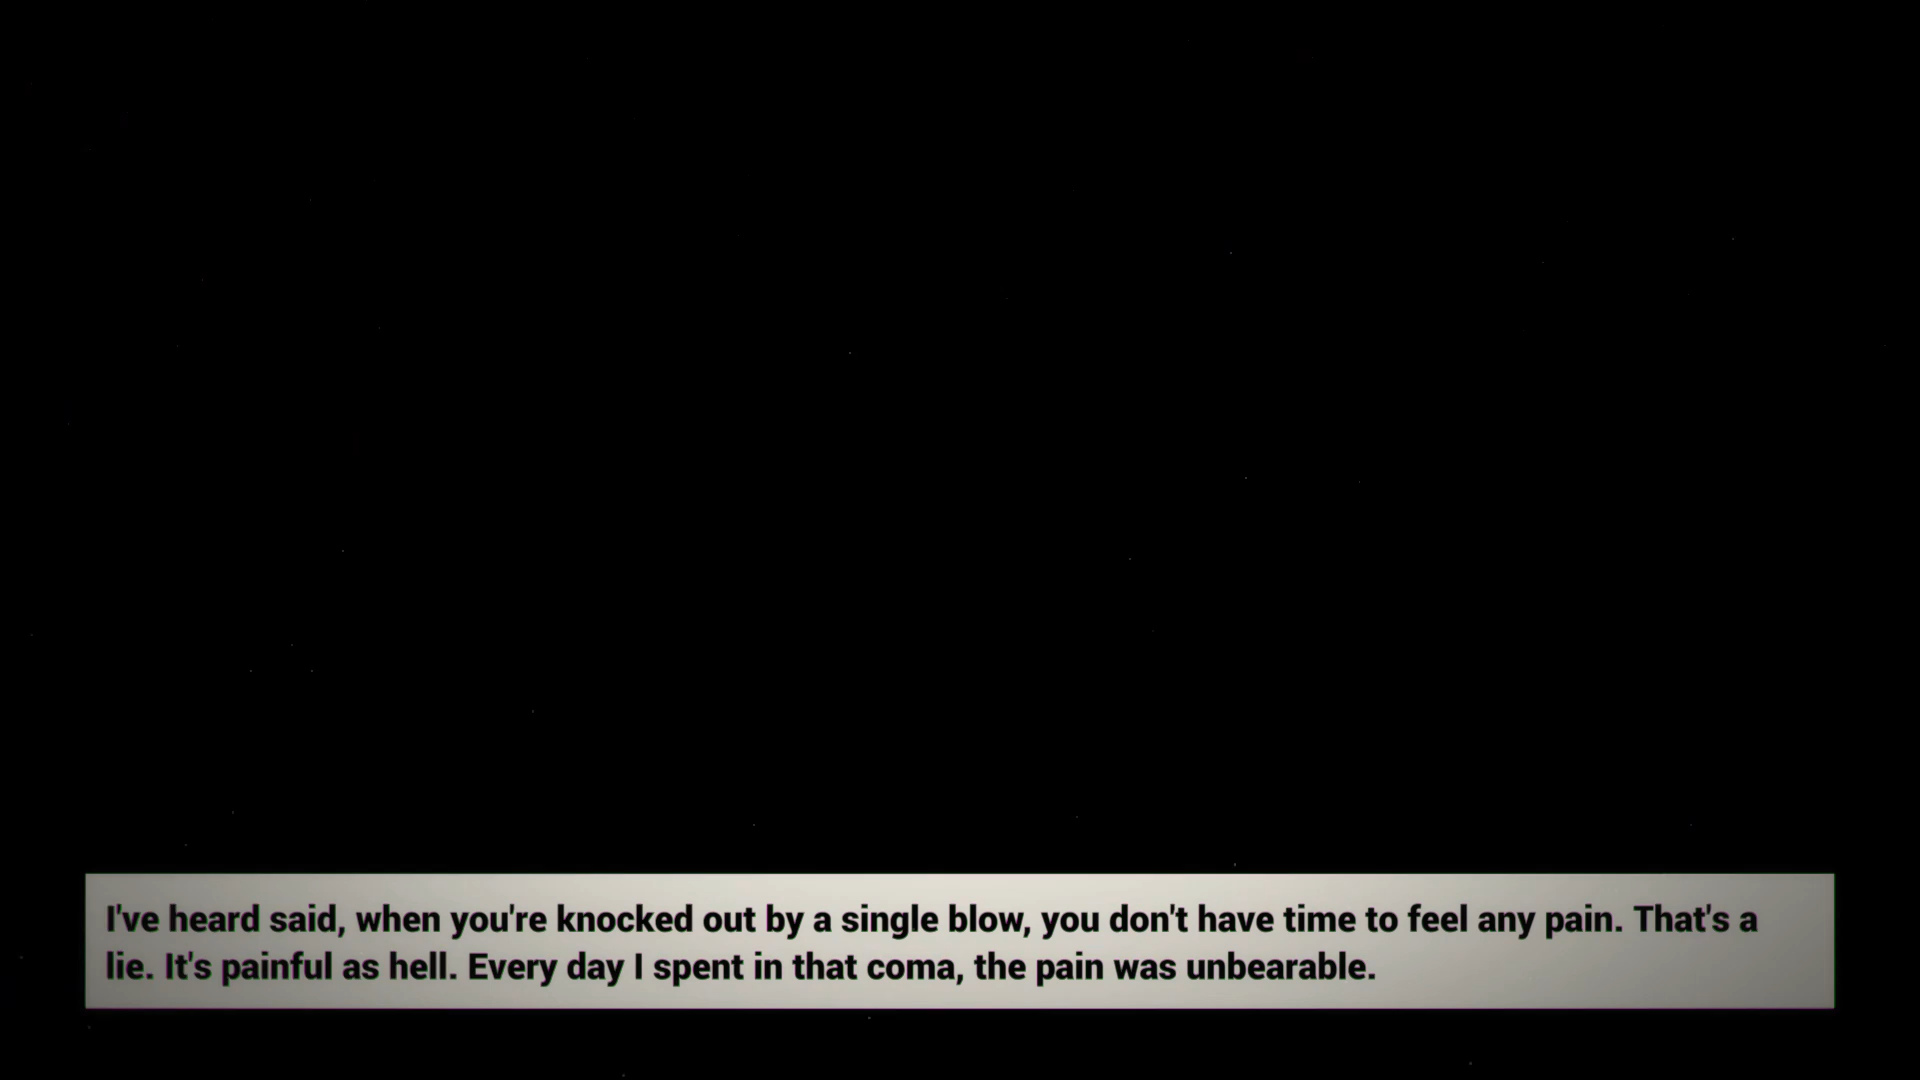 I've heard said, when you're knocked out by a single blow, you don't have time to feel any pain. That's a
lie. It's painful as hell. Every day I spent in that coma, the pain was unbearable.